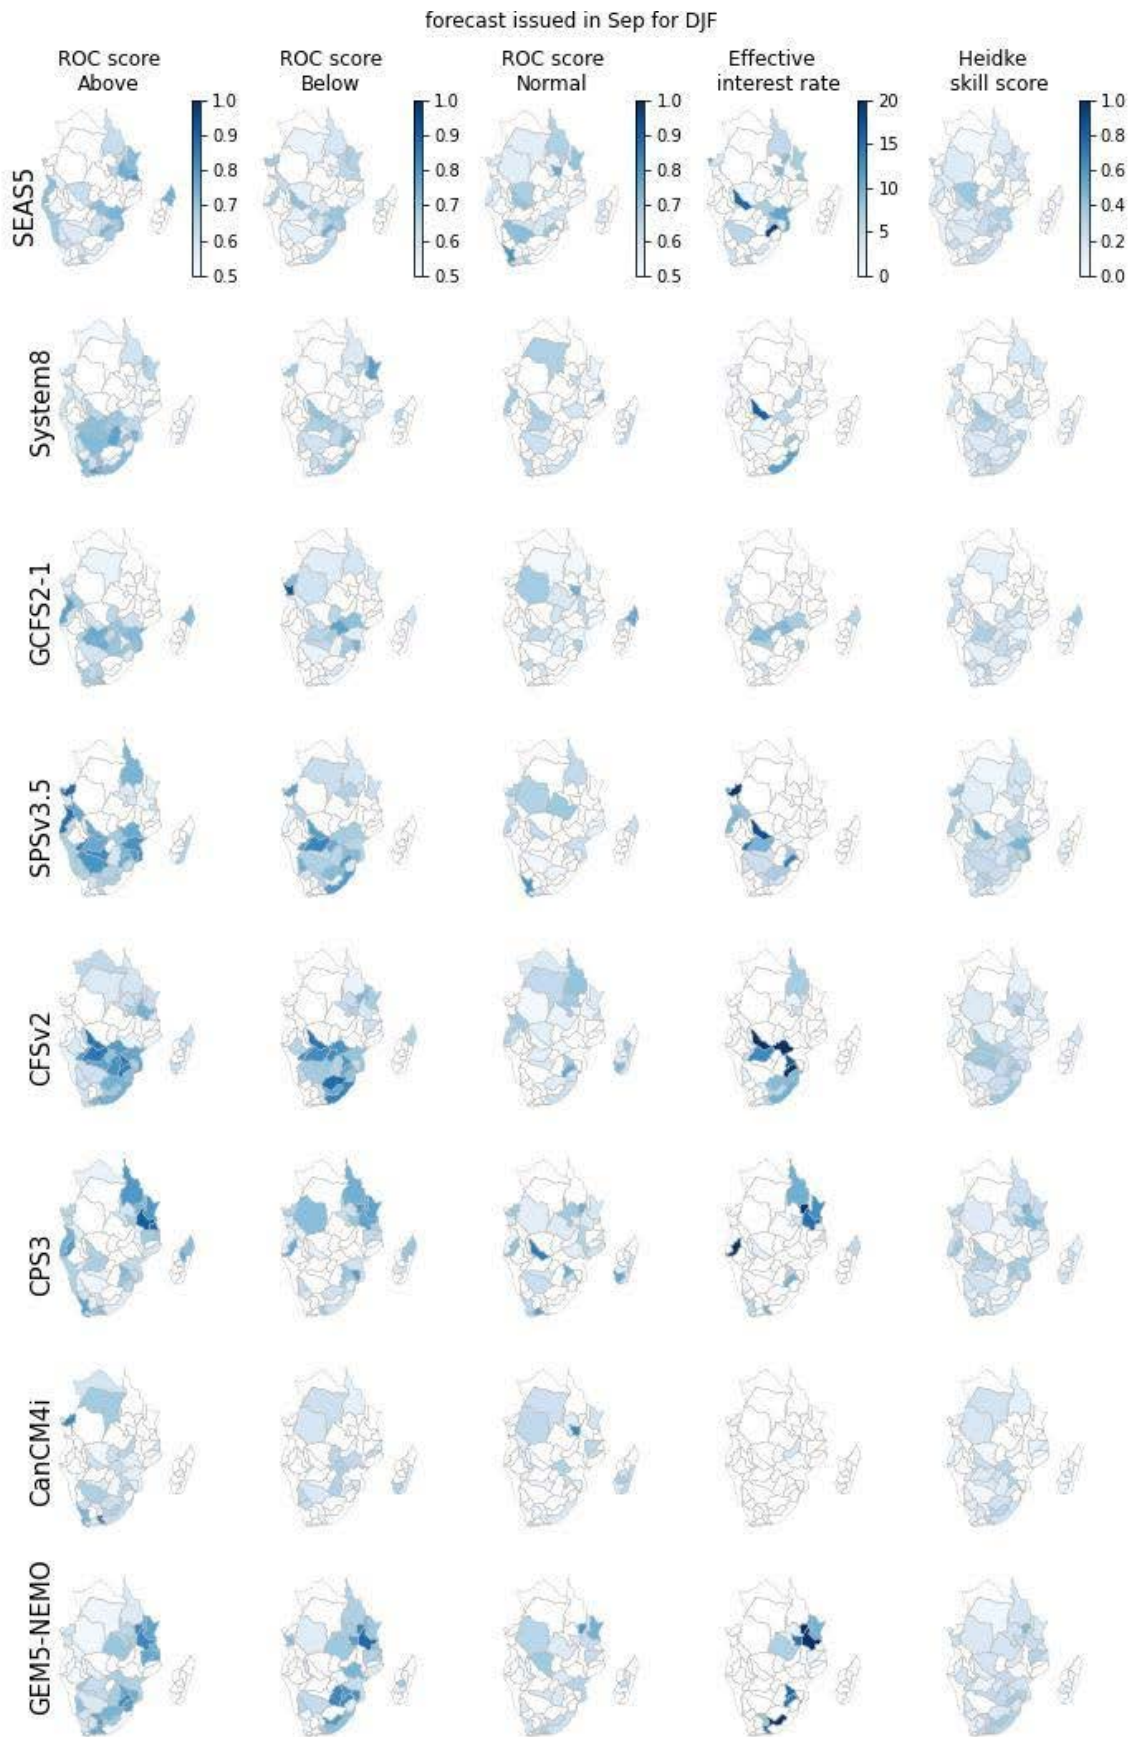 forecast issued in Sep for DJF
ROC score
Above
ROC score
Below
ROC score
Normal
Effective
interest rate
Heidke
skill score
1.0
0.9
0.8
0.7
0.6
0.5
1.0
0.9
0.8
0.7
0.6
0.5
1.0
0.9
0.8
0.7
0.6
0.5
20
15
10
5
0
1.0
0.8
0.6
0.4
0.2
0.0
SEAS5
System8
GCFS2-1
SPSv3.5
CFSv2
CPS3
CanCM4i
GEM5-NEMO